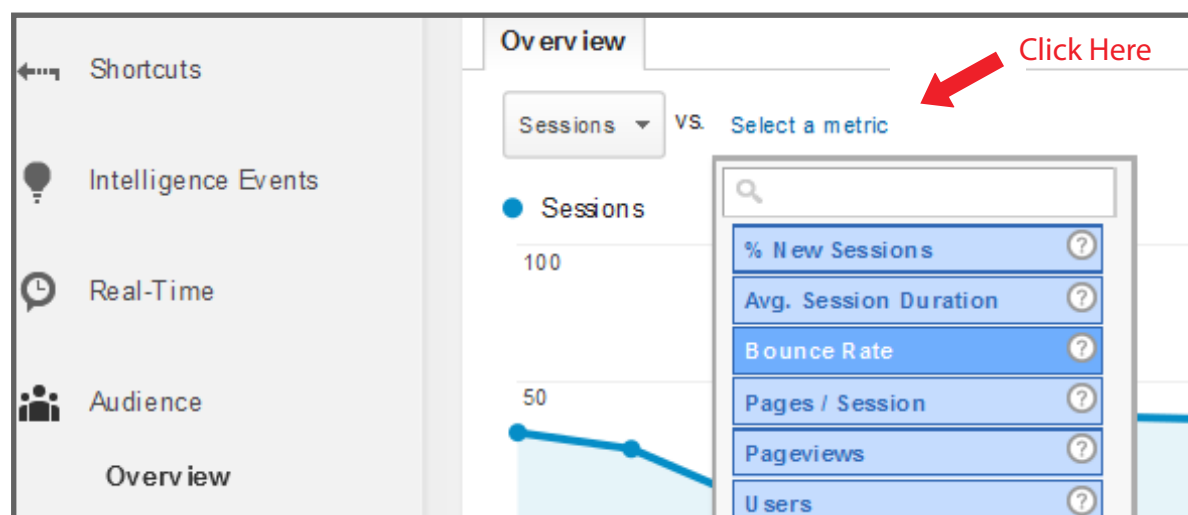 Shortcuts
Intelligence Events
Real-Time
Audience
Overview
Overview
Click Here
Sessions vs. Select a metric
Sessions
100
50
% New Sessions ?
Avg. Session Duration ?
Bounce Rate ?
Pages / Session ?
Pageviews ?
Users ?